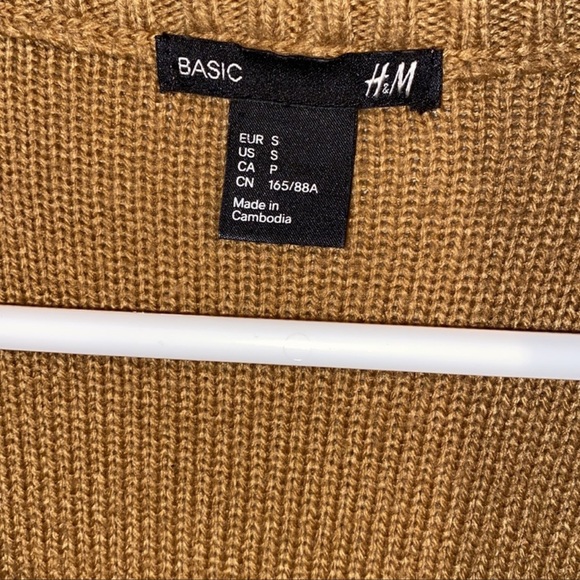 BASIC H&M
EUR S
US S
CA P
CN 165/88A
Made in
Cambodia